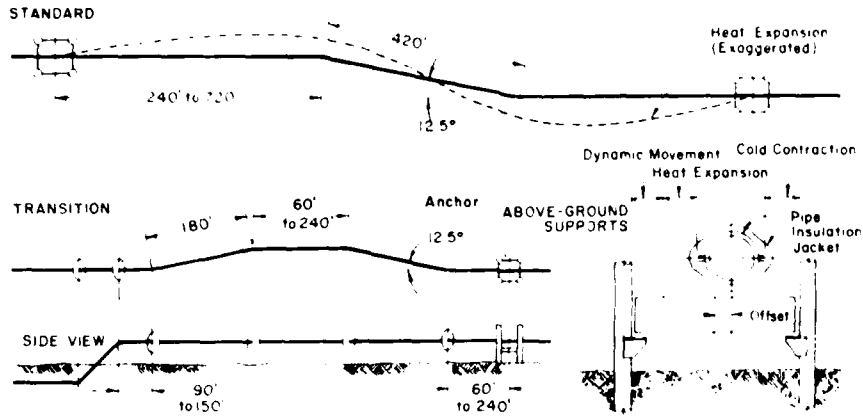 STANDARD
420'
Heat Expansion
(Exaggerated)
240' to 720'
12.5°
Dynamic Movement
Cold Contraction
Heat Expansion
TRANSITION
180'
60'
to 240'
Anchor
12.5°
ABOVE-GROUND
SUPPORTS
Pipe
Insulation
Jacket
Offset
SIDE VIEW
90'
to 150'
60'
to 240'